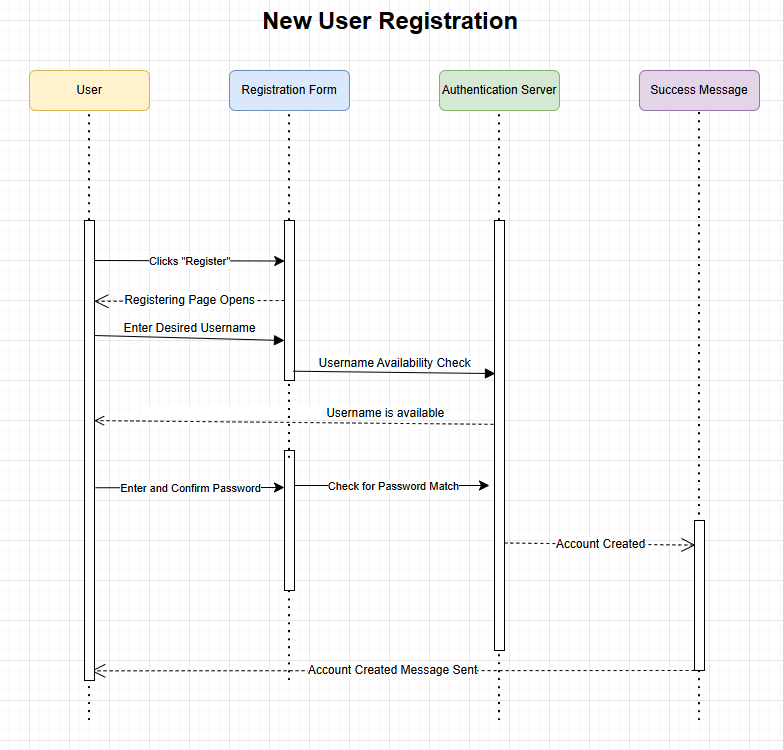 New User Registration
User
Registration Form
Authentication Server
Success Message
Clicks "Register"
Registering Page Opens
Enter Desired Username
Username Availability Check
Username is available
Enter and Confirm Password
Check for Password Match
Account Created
Account Created Message Sent